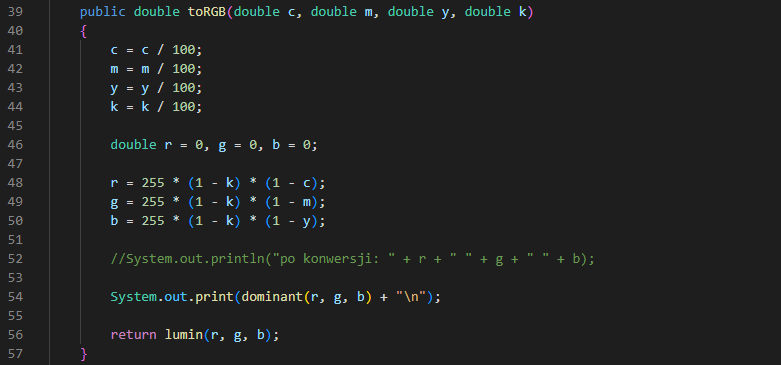 39 public double toRGB(double c, double m, double y, double k)
40 {
41 c = c / 100;
42 m = m / 100;
43 y = y / 100;
44 k = k / 100;
45
46 double r = 0, g = 0, b = 0;
47
48 r = 255 * (1 - k) * (1 - c);
49 g = 255 * (1 - k) * (1 - m);
50 b = 255 * (1 - k) * (1 - y);
51
52 //System.out.println("po konwersji: " + r + " " + g + " " + b);
53
54 System.out.print(dominant(r, g, b) + "\n");
55
56 return lumin(r, g, b);
57 }